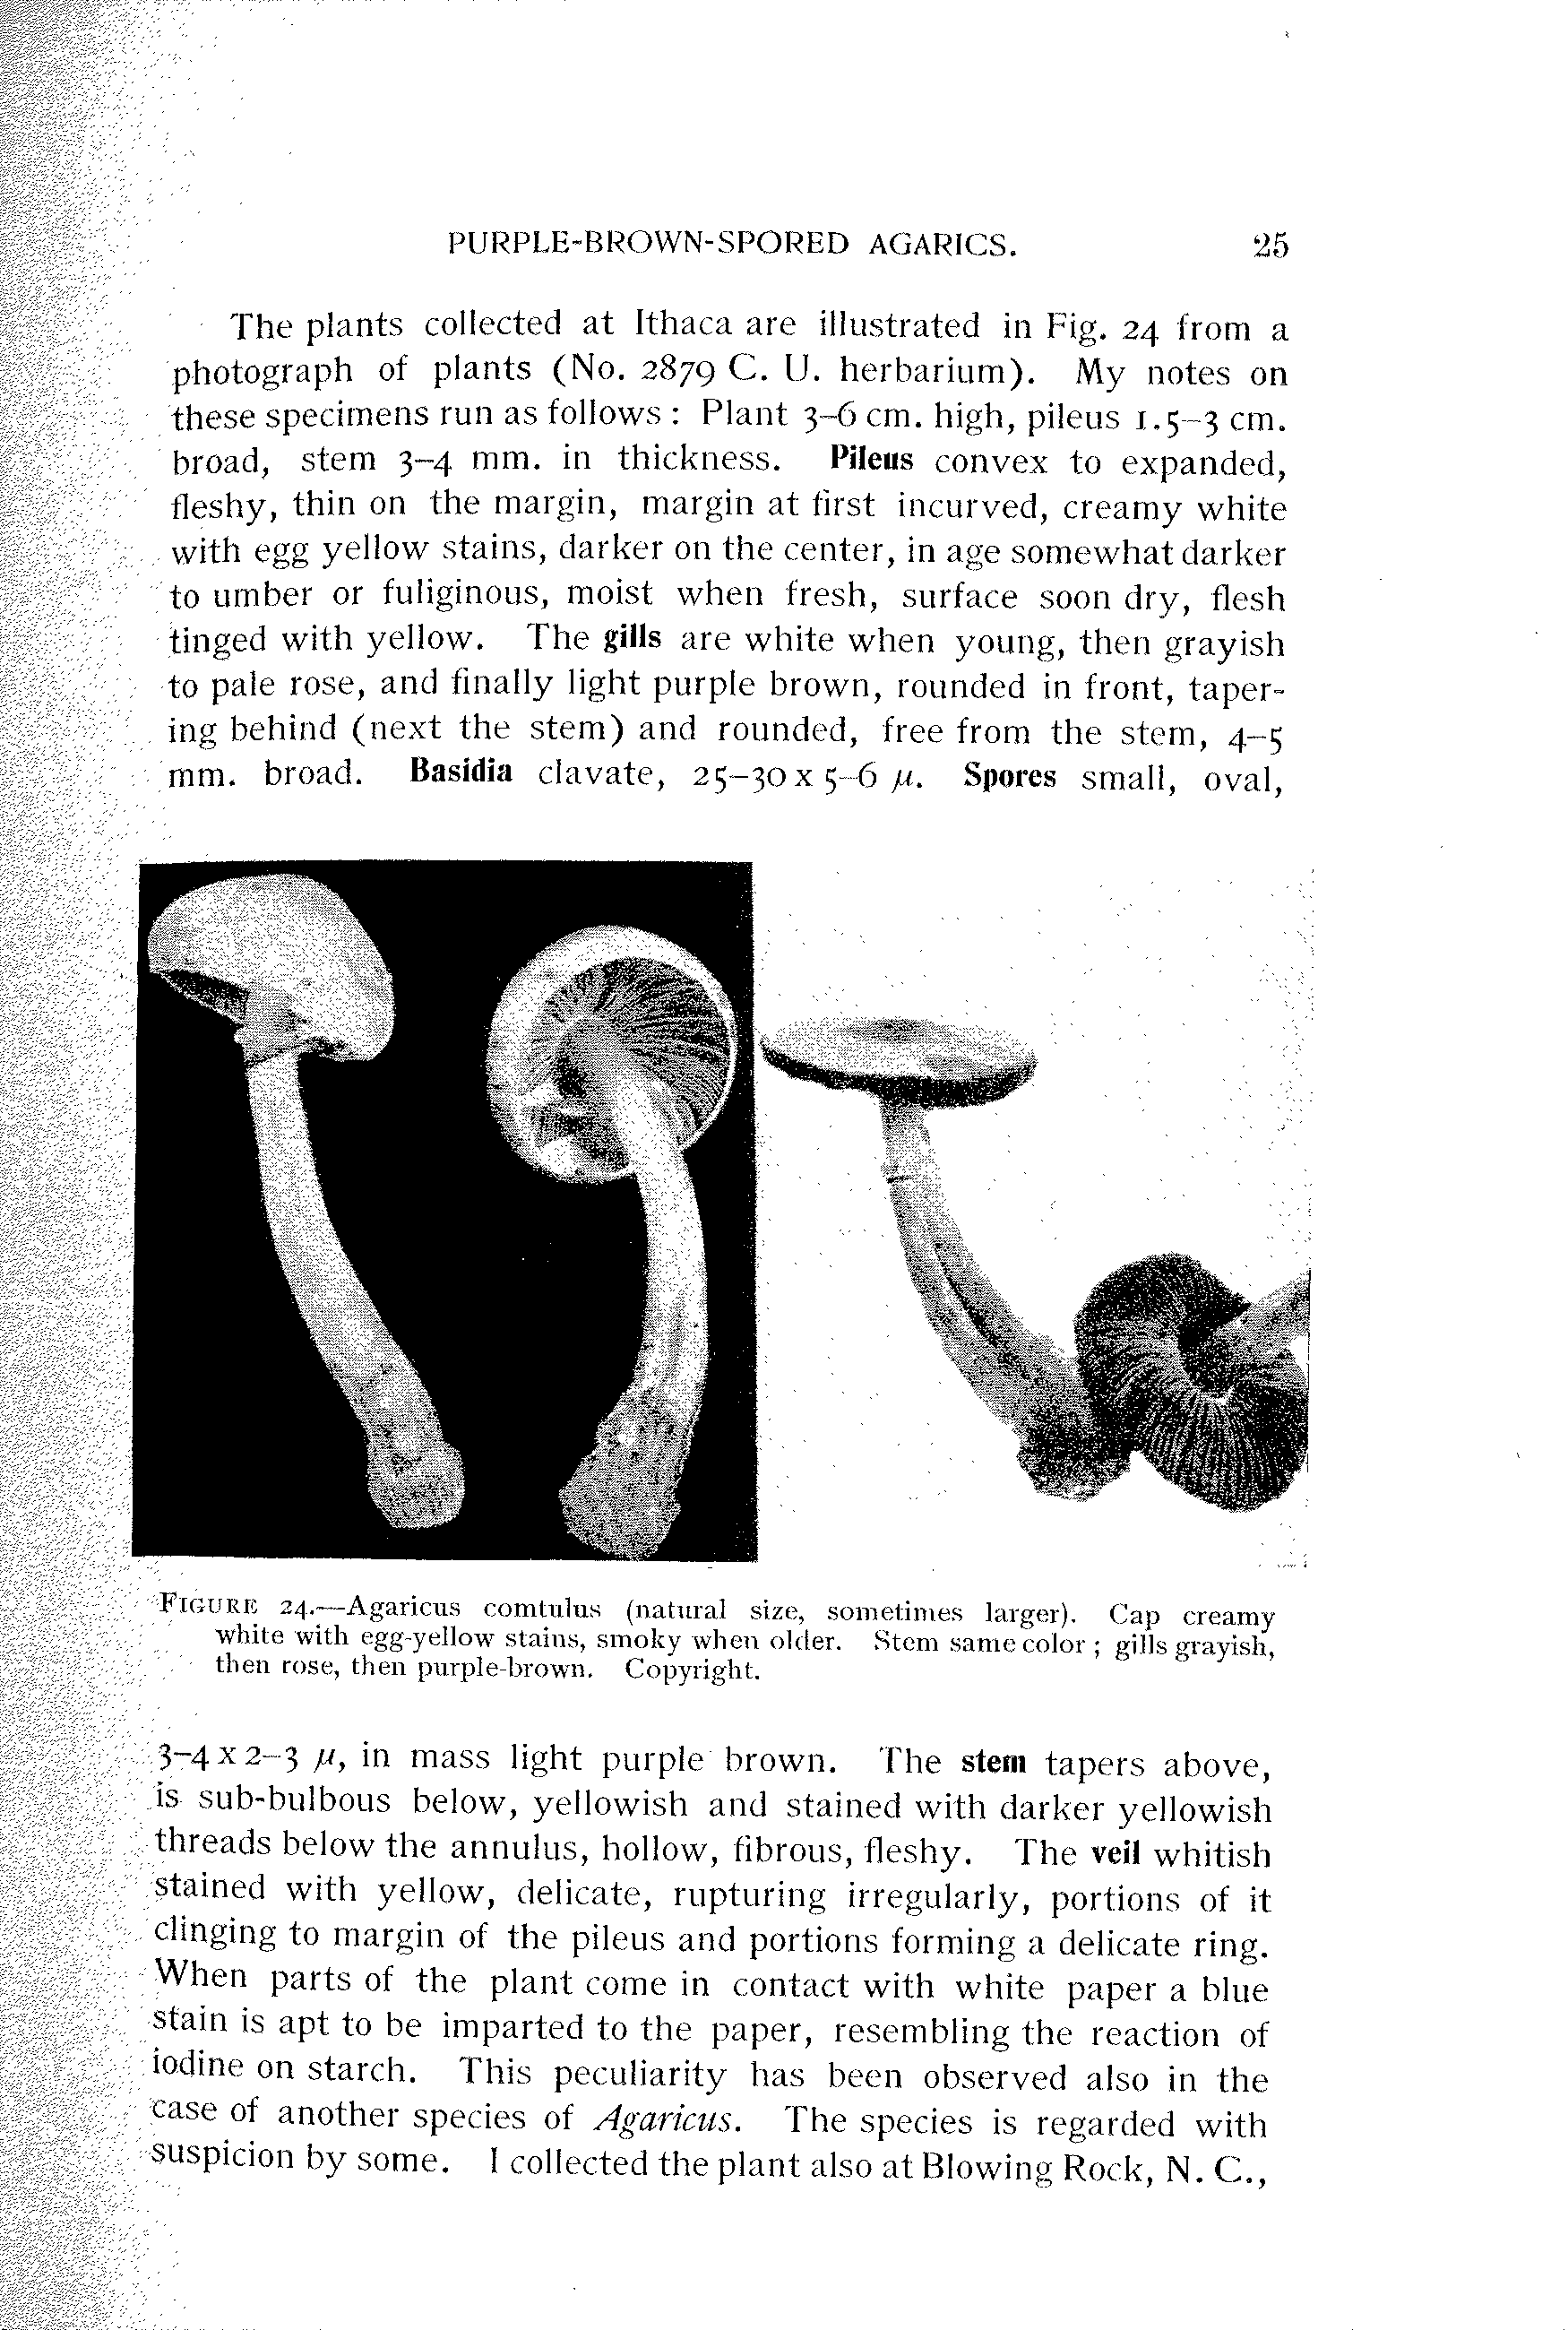 PURPLE-BROWN-SPORED AGARICS. 25
The plants collected at Ithaca are illustrated in Fig. 24 from a
photograph of plants (No. 2879 C. U. herbarium). My notes on
these specimens run as follows : Plant 3–6 cm. high, pileus 1.5–3 cm.
broad, stem 3–4 mm. in thickness. Pileus convex to expanded,
fleshy, thin on the margin, margin at first incurved, creamy white
with egg yellow stains, darker on the center, in age somewhat darker
to umber or fuliginous, moist when fresh, surface soon dry, flesh
tinged with yellow. The gills are white when young, then grayish
to pale rose, and finally light purple brown, rounded in front, taper-
ing behind (next the stem) and rounded, free from the stem, 4–5
mm. broad. Basidia clavate, 25–30 x 5–6 µ. Spores small, oval,
FIGURE 24.—Agaricus comtulus (natural size, sometimes larger). Cap creamy
white with egg-yellow stains, smoky when older. Stem same color ; gills grayish,
then rose, then purple-brown. Copyright.
3–4 x 2–3 µ, in mass light purple brown. The stem tapers above,
is sub-bulbous below, yellowish and stained with darker yellowish
threads below the annulus, hollow, fibrous, fleshy. The veil whitish
stained with yellow, delicate, rupturing irregularly, portions of it
clinging to margin of the pileus and portions forming a delicate ring.
When parts of the plant come in contact with white paper a blue
stain is apt to be imparted to the paper, resembling the reaction of
iodine on starch. This peculiarity has been observed also in the
case of another species of Agaricus. The species is regarded with
suspicion by some. I collected the plant also at Blowing Rock, N. C.,